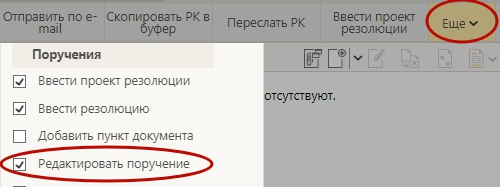 Отправить по e-
mail
Скопировать РК в
буфер
Переслать РК
Ввести проект
резолюции
Еще
Поручения
Ввести проект резолюции
Ввести резолюцию
отсутствуют.
Добавить пункт документа
Редактировать поручение